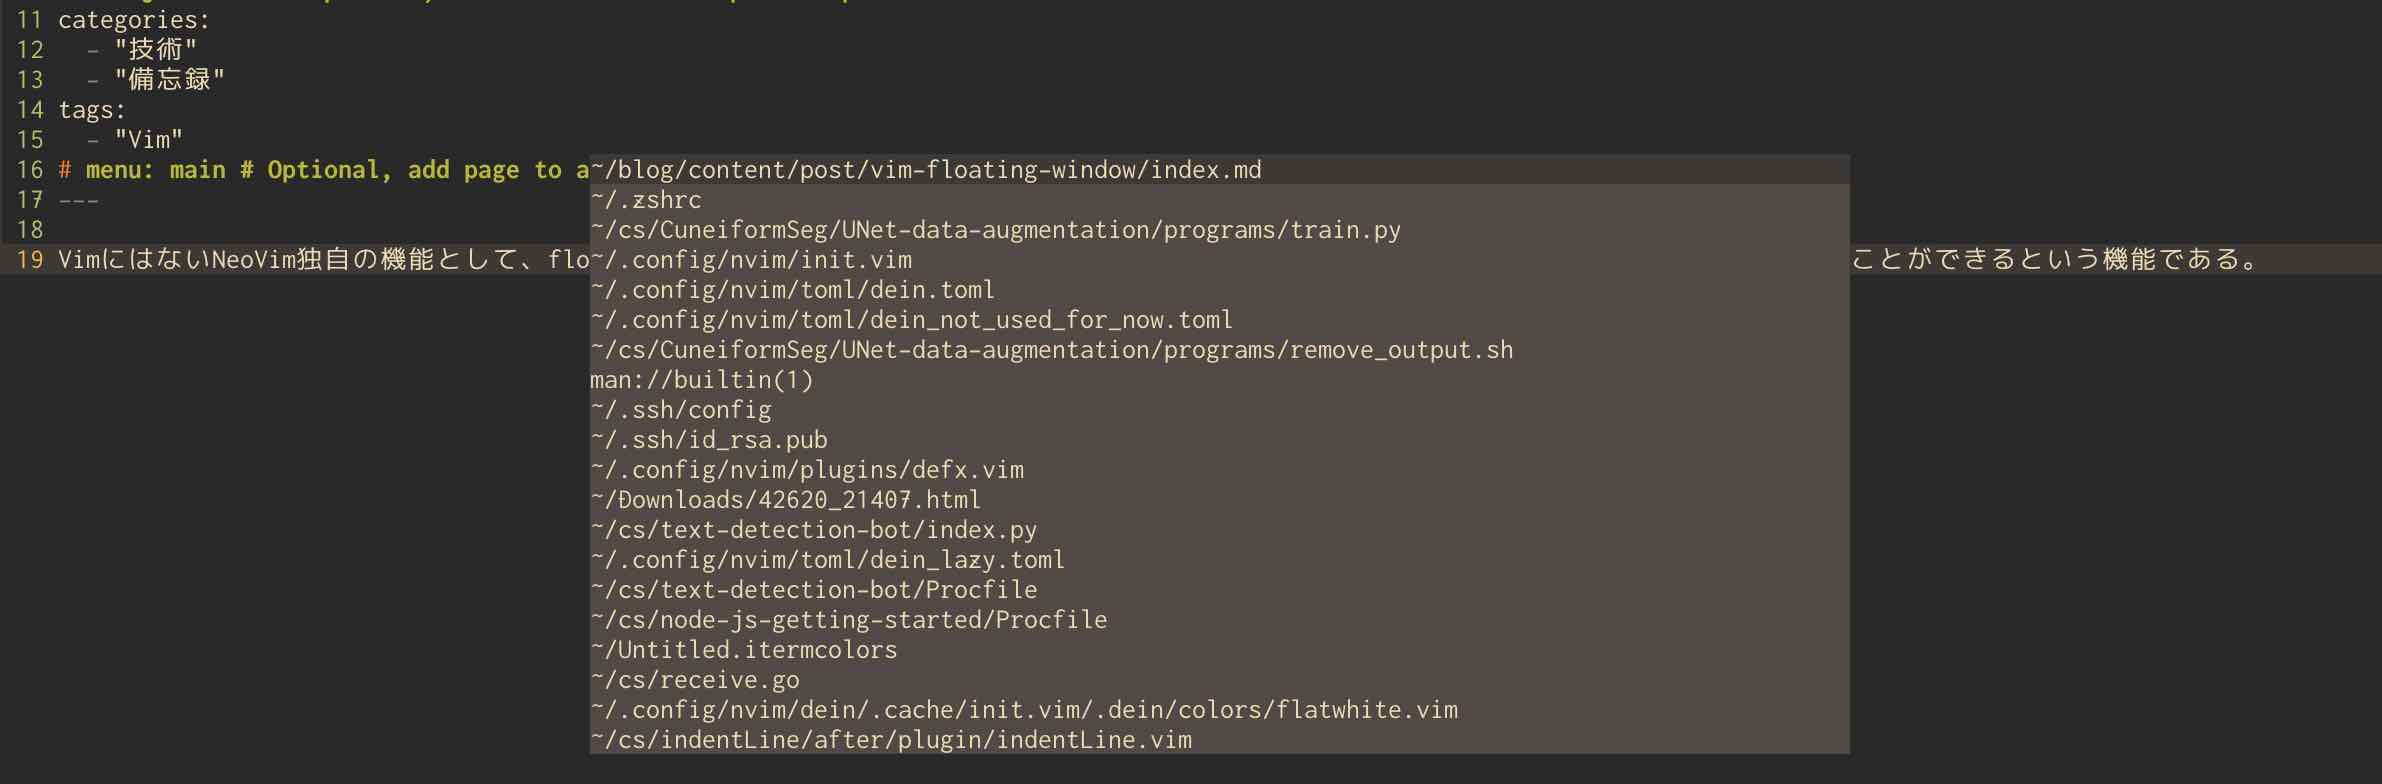 11 categories:
12   - "技術"
13   - "備忘録"
14 tags:
15   - "Vim"
16 # menu: main # Optional, add page to a
17 ---
18
19 VimにはないNeoVim独自の機能として、flo
~/blog/content/post/vim-floating-window/index.md
~/.zshrc
~/cs/CuneiformSeg/UNet-data-augmentation/programs/train.py
~/.config/nvim/init.vim
~/.config/nvim/toml/dein.toml
~/.config/nvim/toml/dein_not_used_for_now.toml
~/cs/CuneiformSeg/UNet-data-augmentation/programs/remove_output.sh
man://builtin(1)
~/.ssh/config
~/.ssh/id_rsa.pub
~/.config/nvim/plugins/defx.vim
~/Downloads/42620_21407.html
~/cs/text-detection-bot/index.py
~/.config/nvim/toml/dein_lazy.toml
~/cs/text-detection-bot/Procfile
~/cs/node-js-getting-started/Procfile
~/Untitled.itermcolors
~/cs/receive.go
~/.config/nvim/dein/.cache/init.vim/.dein/colors/flatwhite.vim
~/cs/indentLine/after/plugin/indentLine.vim
ことができるという機能である。